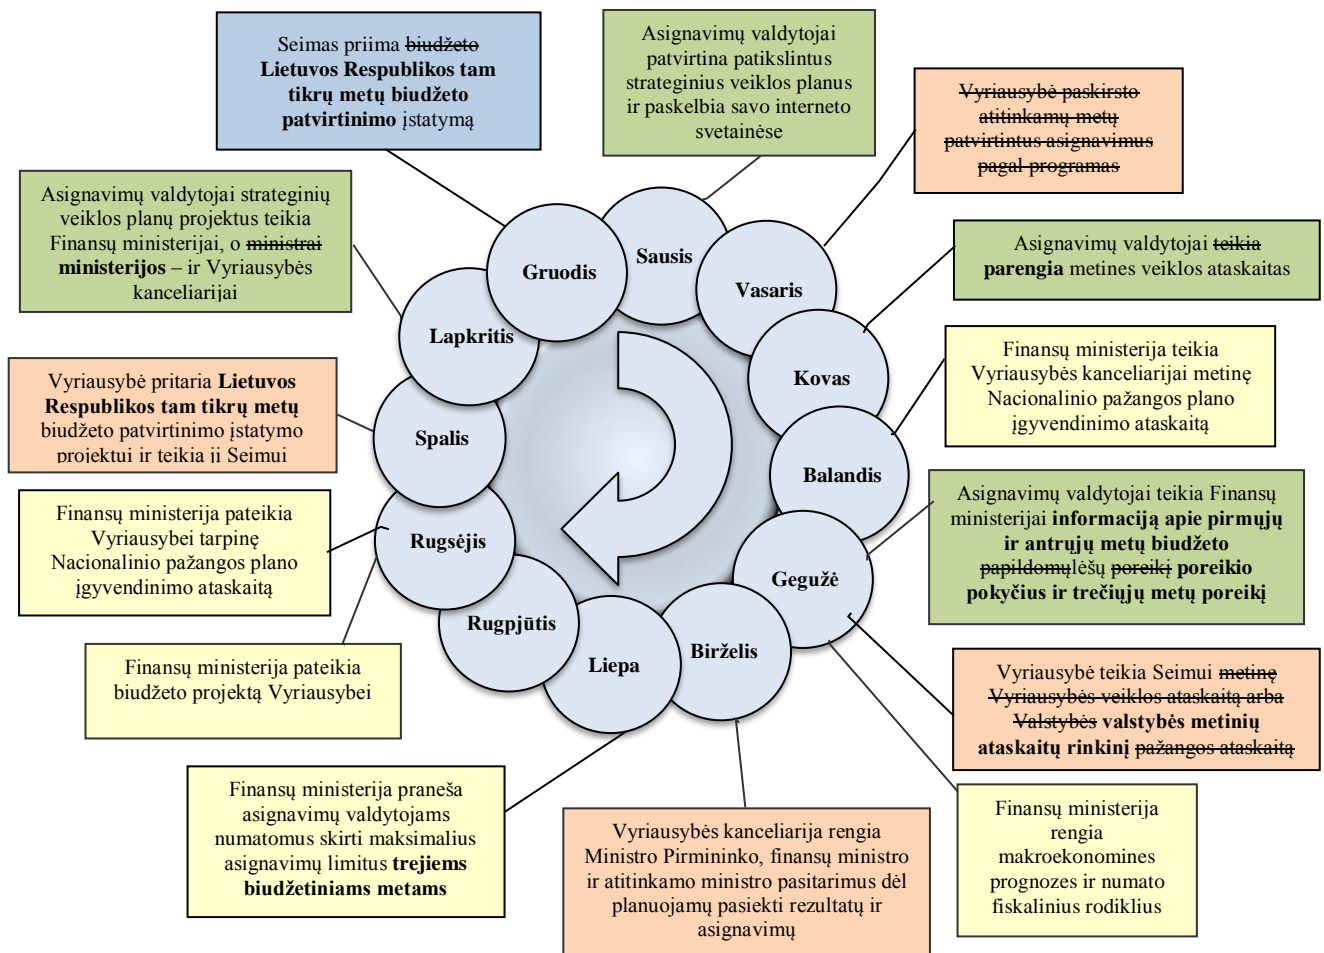 Seimas priima biudžeto
Lietuvos Respublikos tam
tikrų metų biudžeto
patvirtinimo įstatymą
Asignavimų valdytojai
patvirtina patikslintus
strateginius veiklos planus
ir paskelbia savo interneto
svetainėse
Vyriausybė paskirsto
atitinkamų metų
patvirtintus asignavimus
pagal programas
Asignavimų valdytojai strateginių
veiklos planų projektus teikia
Finansų ministerijai, o ministrai
ministerijos – ir Vyriausybės
kanceliarijai
Asignavimų valdytojai teikia
parengia metines veiklos ataskaitas
Finansų ministerija teikia
Vyriausybės kanceliarijai metinę
Nacionalinio pažangos plano
įgyvendinimo ataskaitą
Vyriausybė pritaria Lietuvos
Respublikos tam tikrų metų
biudžeto patvirtinimo įstatymo
projektui ir teikia jį Seimui
Asignavimų valdytojai teikia Finansų
ministerijai informaciją apie pirmųjų
ir antrųjų metų biudžeto
papildomų lėšų poreikį poreikio
pokyčius ir trečiųjų metų poreikį
Finansų ministerija pateikia
Vyriausybei tarpinę
Nacionalinio pažangos plano
įgyvendinimo ataskaitą
Finansų ministerija pateikia
biudžeto projektą Vyriausybei
Vyriausybė teikia Seimui metinę
Vyriausybės veiklos ataskaitą arba
Valstybės valstybės metinių
ataskaitų rinkinį pažangos ataskaitą
Finansų ministerija praneša
asignavimų valdytojams
numatomus skirti maksimalius
asignavimų limitus trejiems
biudžetiniams metams
Vyriausybės kanceliarija rengia
Ministro Pirmininko, finansų ministro
ir atitinkamo ministro pasitarimus dėl
planuojamų pasiekti rezultatų ir
asignavimų
Finansų ministerija
rengia
makroekonomines
prognozes ir numato
fiskalinius rodiklius
Sausis
Vasaris
Kovas
Balandis
Gegužė
Birželis
Liepa
Rugpjūtis
Rugsėjis
Spalis
Lapkritis
Gruodis